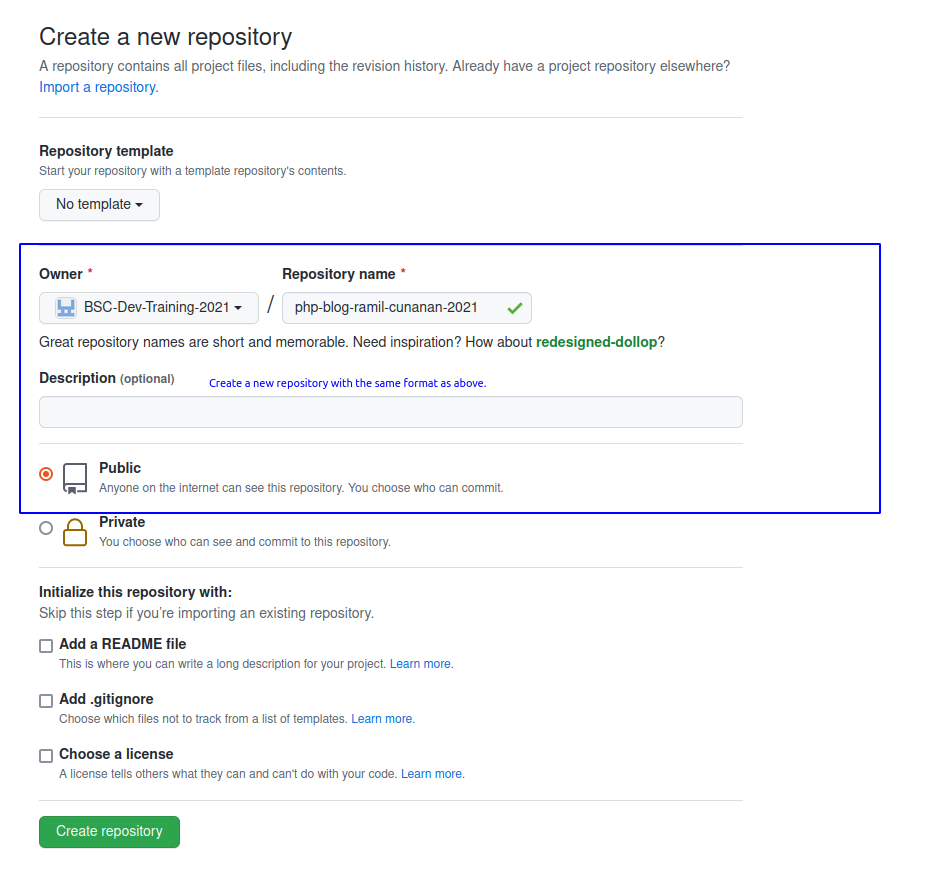 Create a new repository
A repository contains all project files, including the revision history. Already have a project repository elsewhere?
Import a repository.
Repository template
Start your repository with a template repository's contents.
No template
Owner * Repository name *
BSC-Dev-Training-2021 / php-blog-ramil-cunanan-2021
Great repository names are short and memorable. Need inspiration? How about redesigned-dollop?
Description (optional) Create a new repository with the same format as above.
Public
Anyone on the internet can see this repository. You choose who can commit.
Private
You choose who can see and commit to this repository.
Initialize this repository with:
Skip this step if you're importing an existing repository.
Add a README file
This is where you can write a long description for your project. Learn more.
Add .gitignore
Choose which files not to track from a list of templates. Learn more.
Choose a license
A license tells others what they can and can't do with your code. Learn more.
Create repository